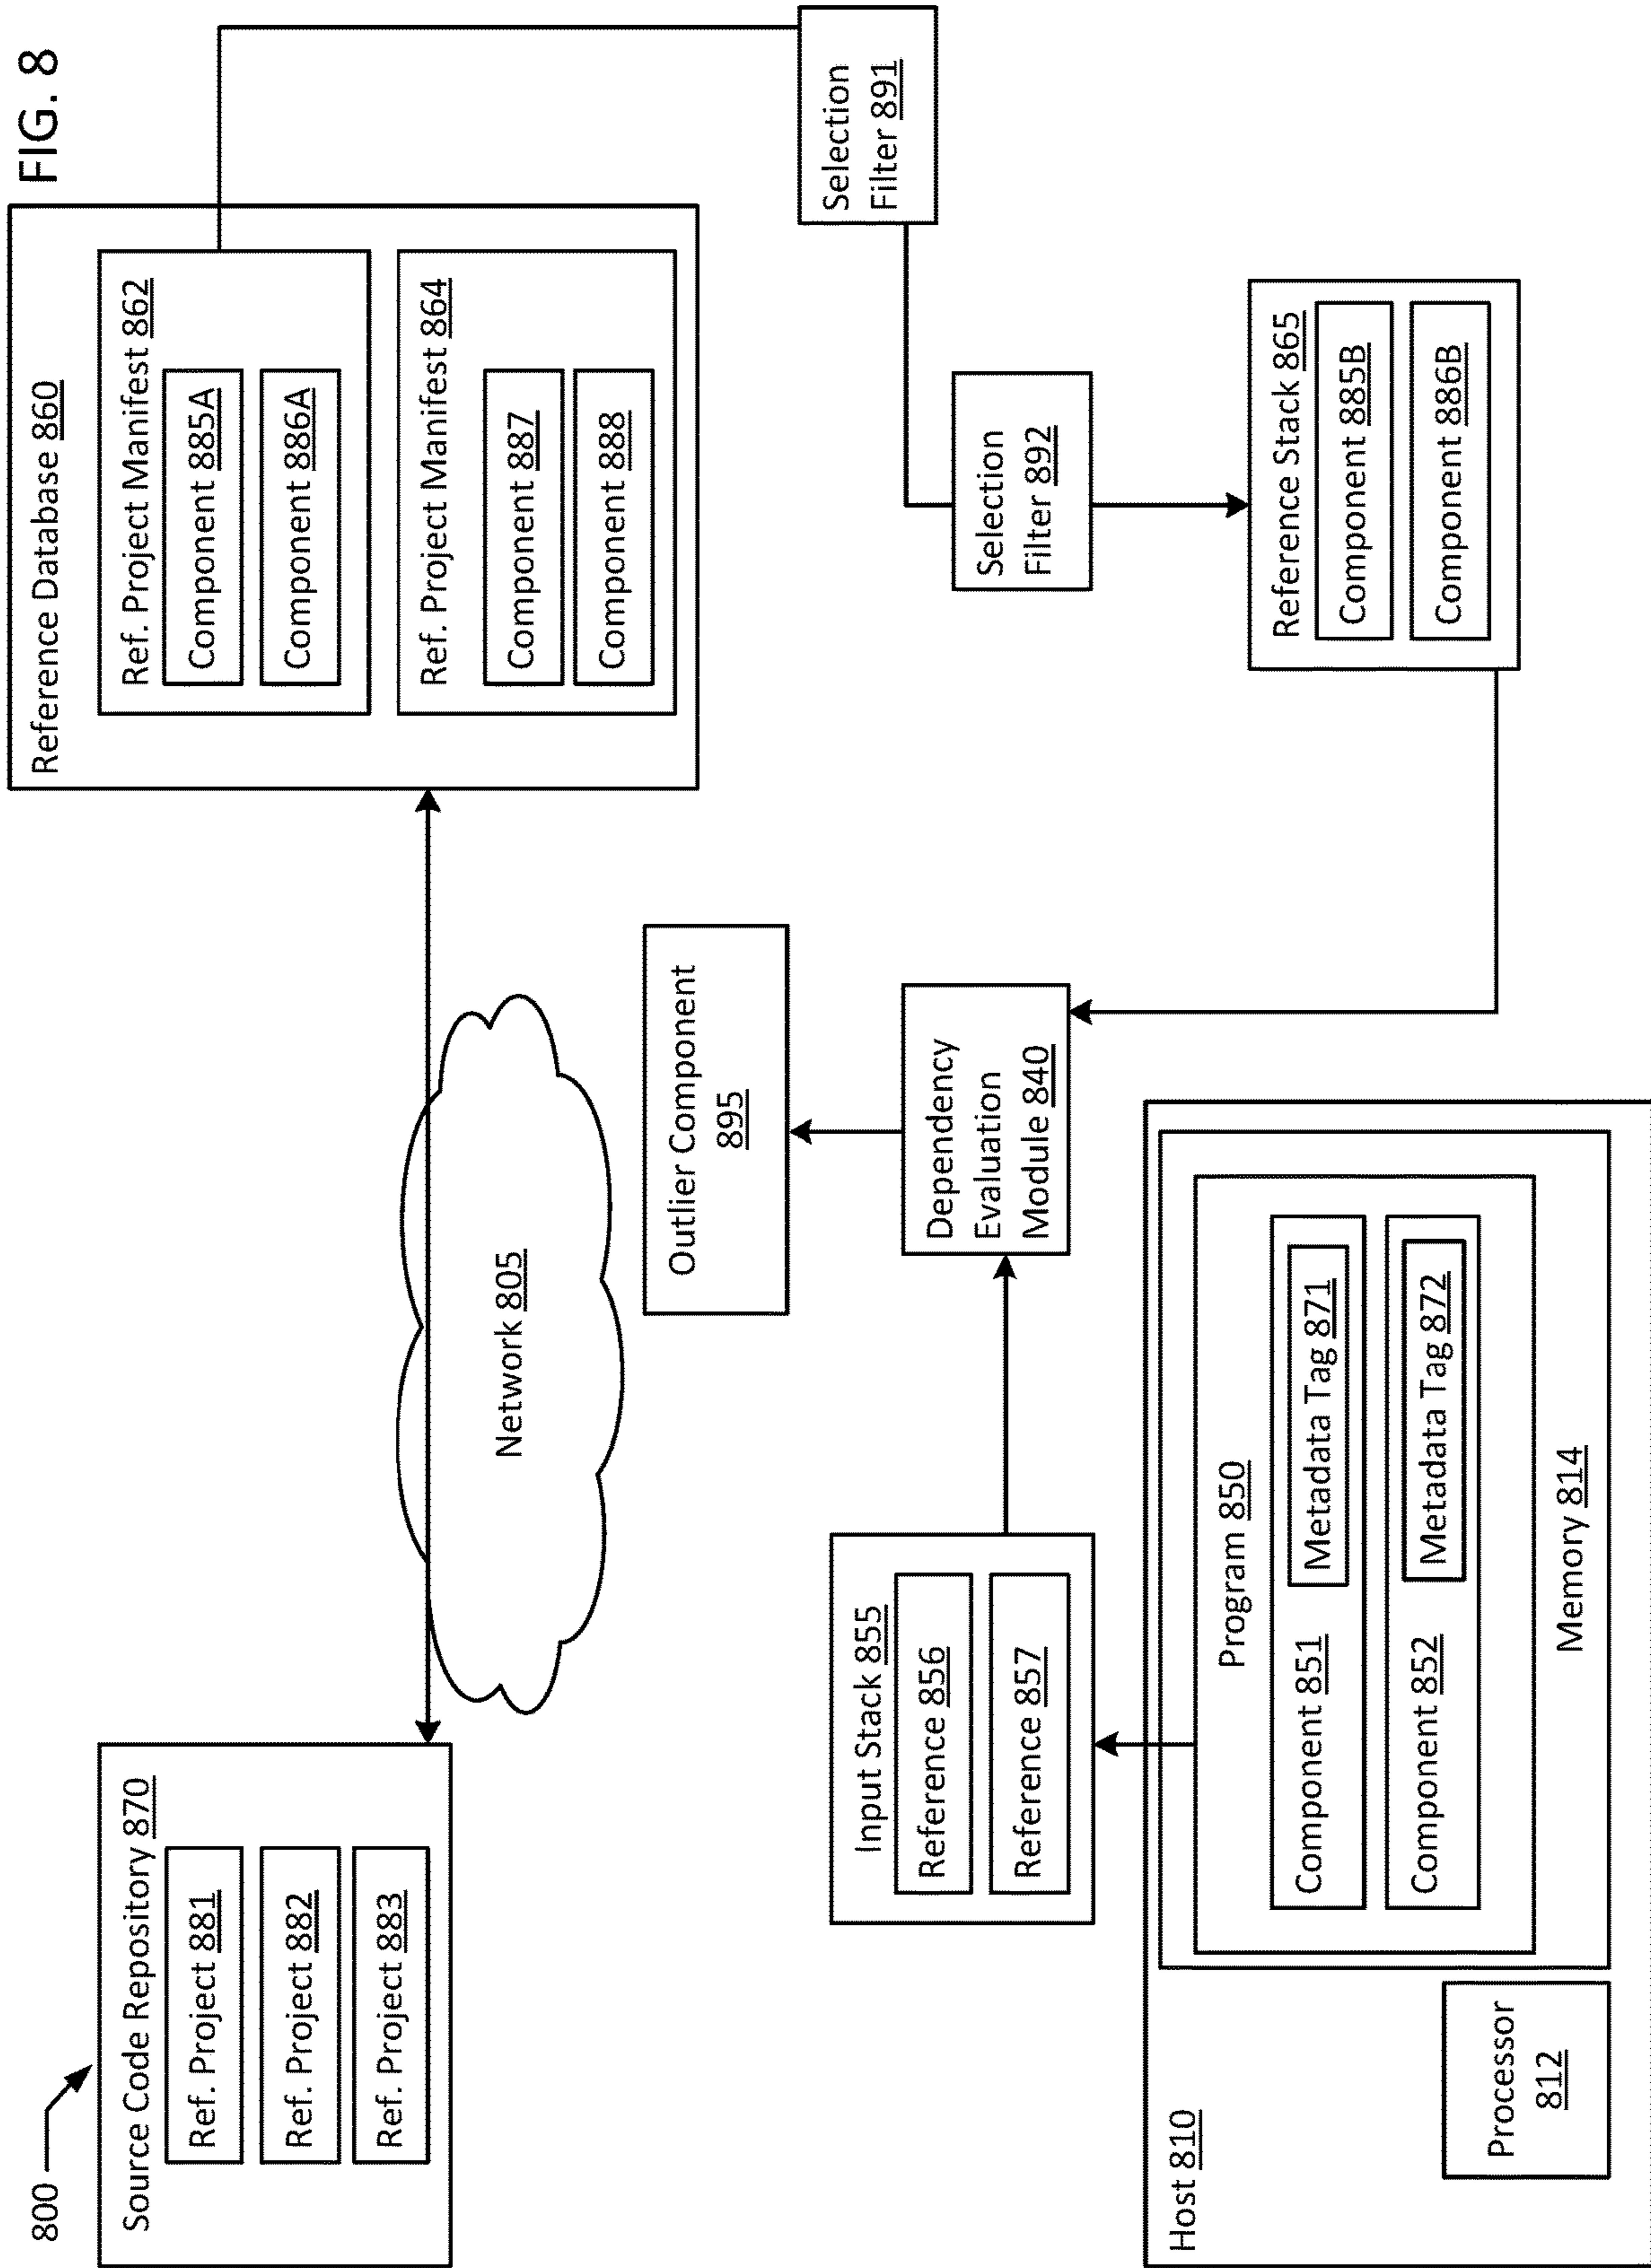 FIG. 8
800
Source Code Repository 870
Ref. Project 881
Ref. Project 882
Ref. Project 883
Network 805
Reference Database 860
Ref. Project Manifest 862
Component 885A
Component 886A
Ref. Project Manifest 864
Component 887
Component 888
Selection
Filter 891
Selection
Filter 892
Reference Stack 865
Component 885B
Component 886B
Outlier Component
895
Dependency
Evaluation
Module 840
Input Stack 855
Reference 856
Reference 857
Host 810
Processor
812
Program 850
Component 851
Metadata Tag 871
Component 852
Metadata Tag 872
Memory 814